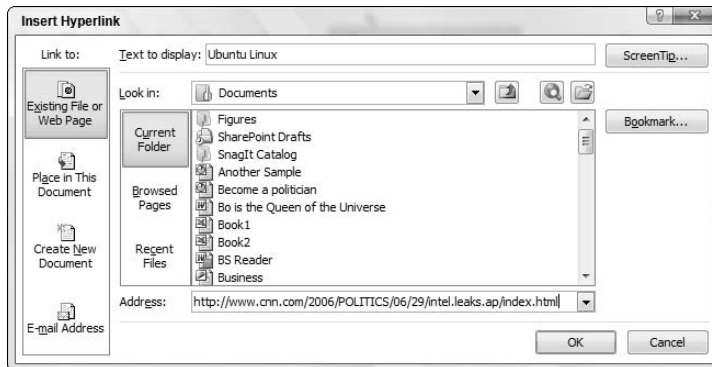 Insert Hyperlink
Link to:
Text to display: Ubuntu Linux
ScreenTip...
Existing File or
Web Page
Look in: Documents
Current
Folder
Figures
SharePoint Drafts
SnagIt Catalog
Another Sample
Become a politician
Bo is the Queen of the Universe
Book1
Book2
BS Reader
Business
Bookmark...
Place in This
Document
Browsed
Pages
Create New
Document
Recent
Files
E-mail Address
Address: http://www.cnn.com/2006/POLITICS/06/29/intel.leaks.ap/index.html
OK
Cancel